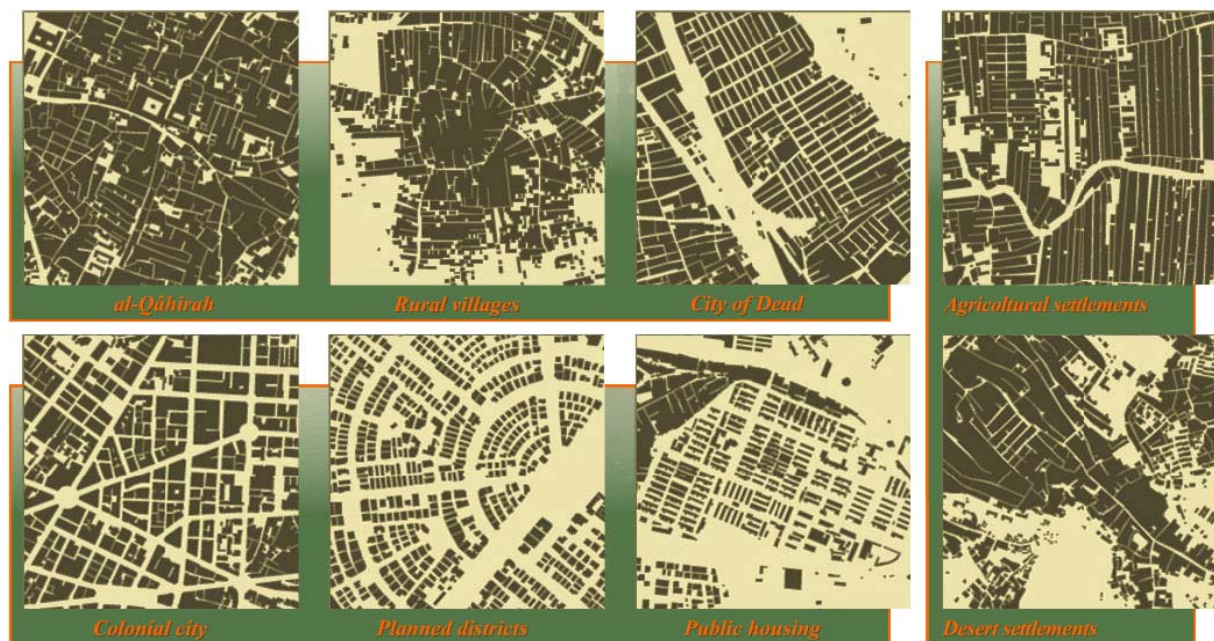 al-Qâhirah
Rural villages
City of Dead
Agricoltural settlements
Colonial city
Planned districts
Public housing
Desert settlements